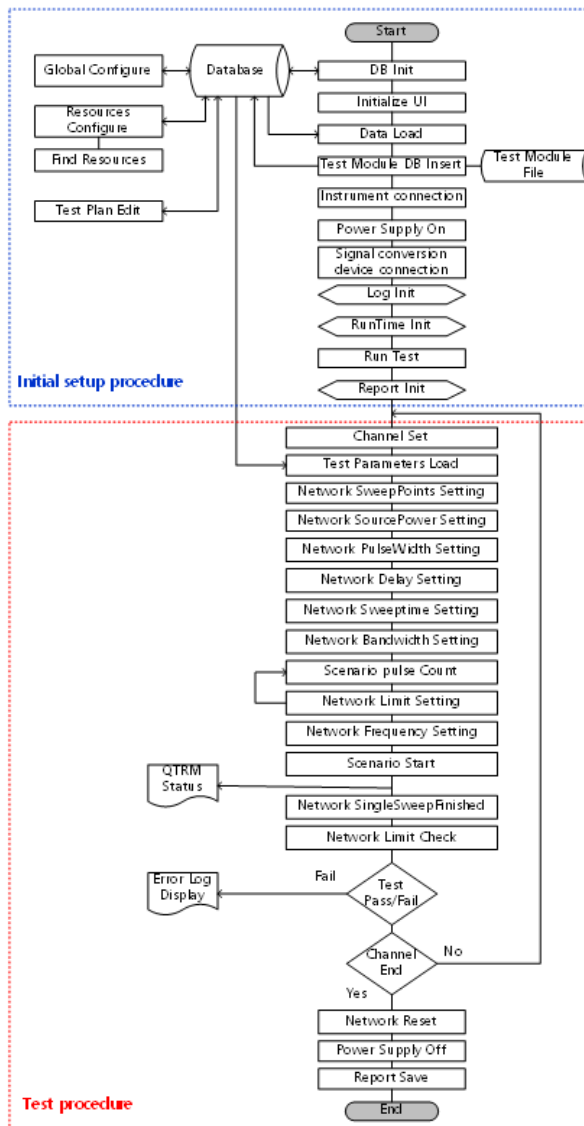 Start
Global Configure
Database
DB Init
Initialize UI
Resources
Configure
Data Load
Find Resources
Test Module DB Insert
Test Module
File
Instrument connection
Test Plan Edit
Power Supply On
Signal conversion
device connection
Log Init
RunTime Init
Run Test
Initial setup procedure
Report Init
Channel Set
Test Parameters Load
Network SweepPoints Setting
Network SourcePower Setting
Network PulseWidth Setting
Network Delay Setting
Network Sweeptime Setting
Network Bandwidth Setting
Scenario pulse Count
Network Limit Setting
Network Frequency Setting
Scenario Start
QTRM
Status
Network SingleSweepFinished
Network Limit Check
Fail
Error Log
Display
Test
Pass/Fail
Channel
End
No
Yes
Network Reset
Power Supply Off
Report Save
Test procedure
End